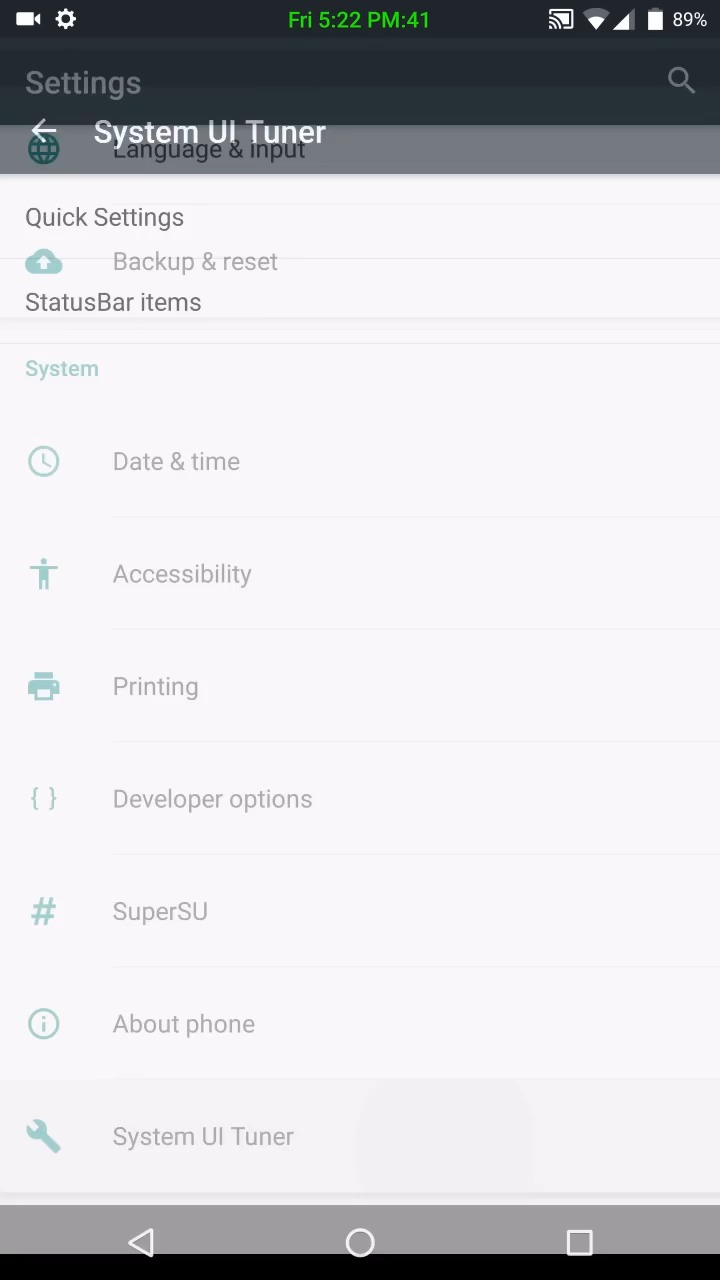 Fri 5:22 PM:41
89%
Settings
System UI Tuner
Language & input
Quick Settings
Backup & reset
StatusBar items
System
Date & time
Accessibility
Printing
{ } Developer options
# SuperSU
About phone
System UI Tuner